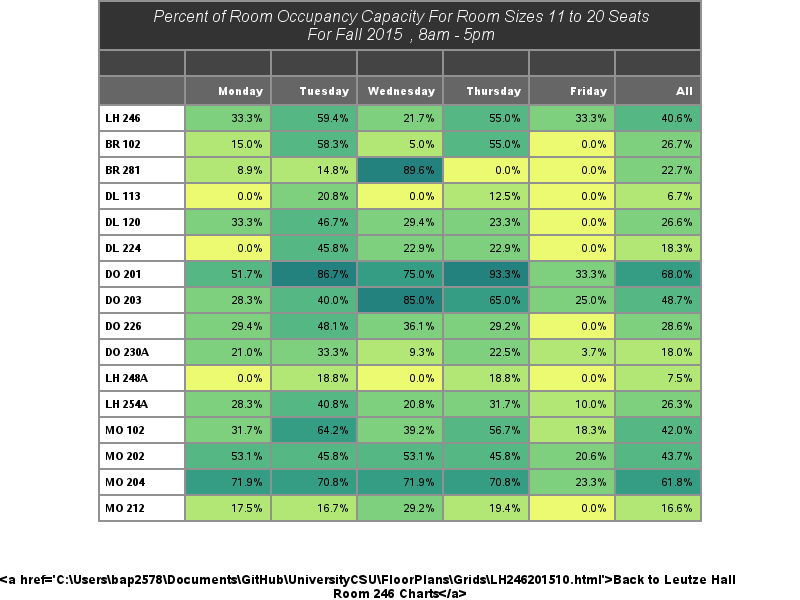 Percent of Room Occupancy Capacity For Room Sizes 11 to 20 Seats
For Fall 2015 , 8am - 5pm
Monday Tuesday Wednesday Thursday Friday All
LH 246 33.3% 59.4% 21.7% 55.0% 33.3% 40.6%
BR 102 15.0% 58.3% 5.0% 55.0% 0.0% 26.7%
BR 281 8.9% 14.8% 89.6% 0.0% 0.0% 22.7%
DL 113 0.0% 20.8% 0.0% 12.5% 0.0% 6.7%
DL 120 33.3% 46.7% 29.4% 23.3% 0.0% 26.6%
DL 224 0.0% 45.8% 22.9% 22.9% 0.0% 18.3%
DO 201 51.7% 86.7% 75.0% 93.3% 33.3% 68.0%
DO 203 28.3% 40.0% 85.0% 65.0% 25.0% 48.7%
DO 226 29.4% 48.1% 36.1% 29.2% 0.0% 28.6%
DO 230A 21.0% 33.3% 9.3% 22.5% 3.7% 18.0%
LH 248A 0.0% 18.8% 0.0% 18.8% 0.0% 7.5%
LH 254A 28.3% 40.8% 20.8% 31.7% 10.0% 26.3%
MO 102 31.7% 64.2% 39.2% 56.7% 18.3% 42.0%
MO 202 53.1% 45.8% 53.1% 45.8% 20.6% 43.7%
MO 204 71.9% 70.8% 71.9% 70.8% 23.3% 61.8%
MO 212 17.5% 16.7% 29.2% 19.4% 0.0% 16.6%
<a href='C:\Users\bap2578\Documents\GitHub\UniversityCSU\FloorPlans\Grids\LH246201510.html'>Back to Leutze Hall
Room 246 Charts</a>